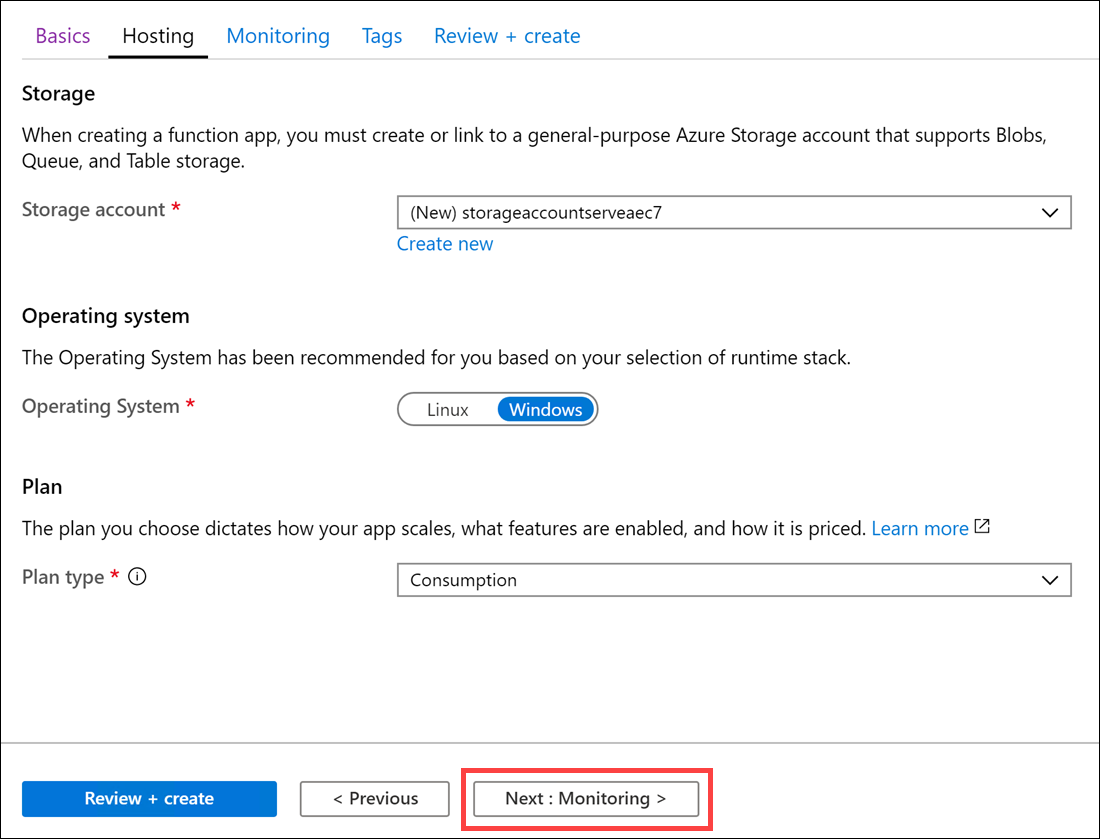 Basics Hosting Monitoring Tags Review + create
Storage
When creating a function app, you must create or link to a general-purpose Azure Storage account that supports Blobs,
Queue, and Table storage.
Storage account * (New) storageaccountserveaec7
Create new
Operating system
The Operating System has been recommended for you based on your selection of runtime stack.
Operating System * Linux Windows
Plan
The plan you choose dictates how your app scales, what features are enabled, and how it is priced. Learn more
Plan type * Consumption
Review + create < Previous Next : Monitoring >